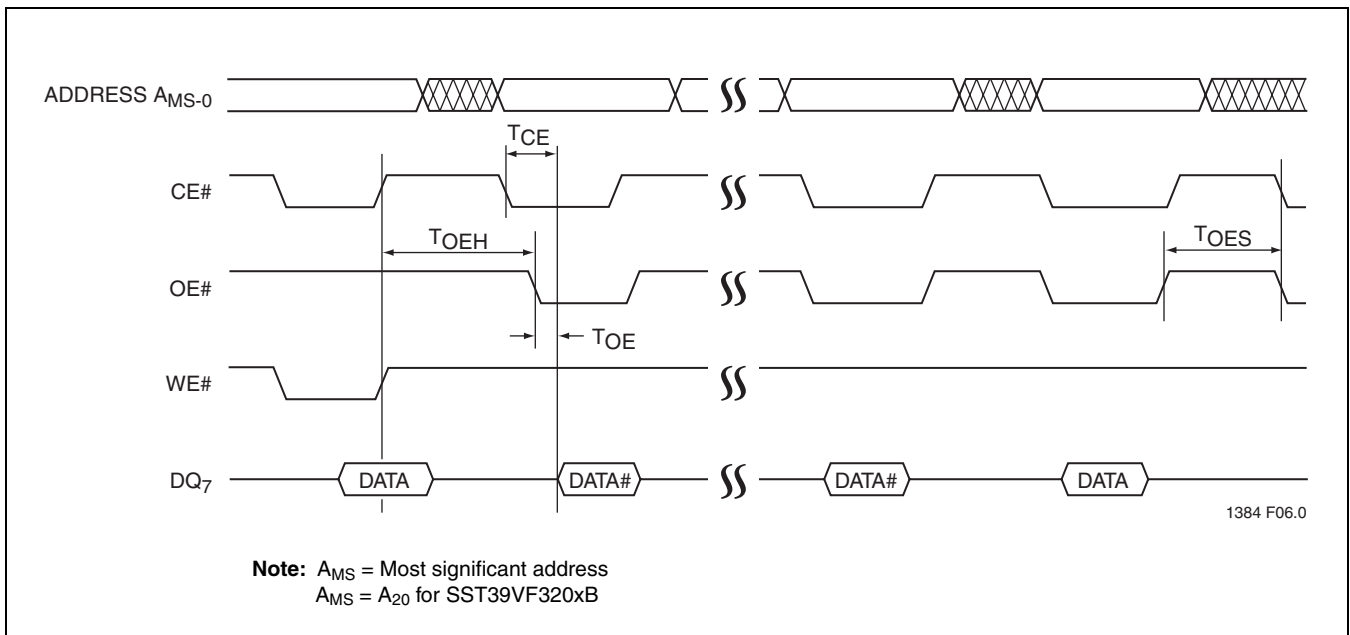 ADDRESS AMS-0
TCE
CE#
TOEH
TOES
OE#
TOE
WE#
DQ7
DATA
DATA#
DATA#
DATA
1384 F06.0
Note: AMS = Most significant address
AMS = A20 for SST39VF320xB